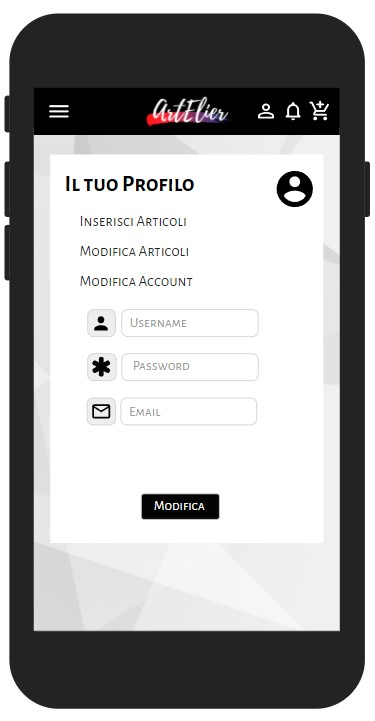 ArtElier
Il tuo Profilo
Inserisci Articoli
Modifica Articoli
Modifica Account
Username
Password
Email
Modifica